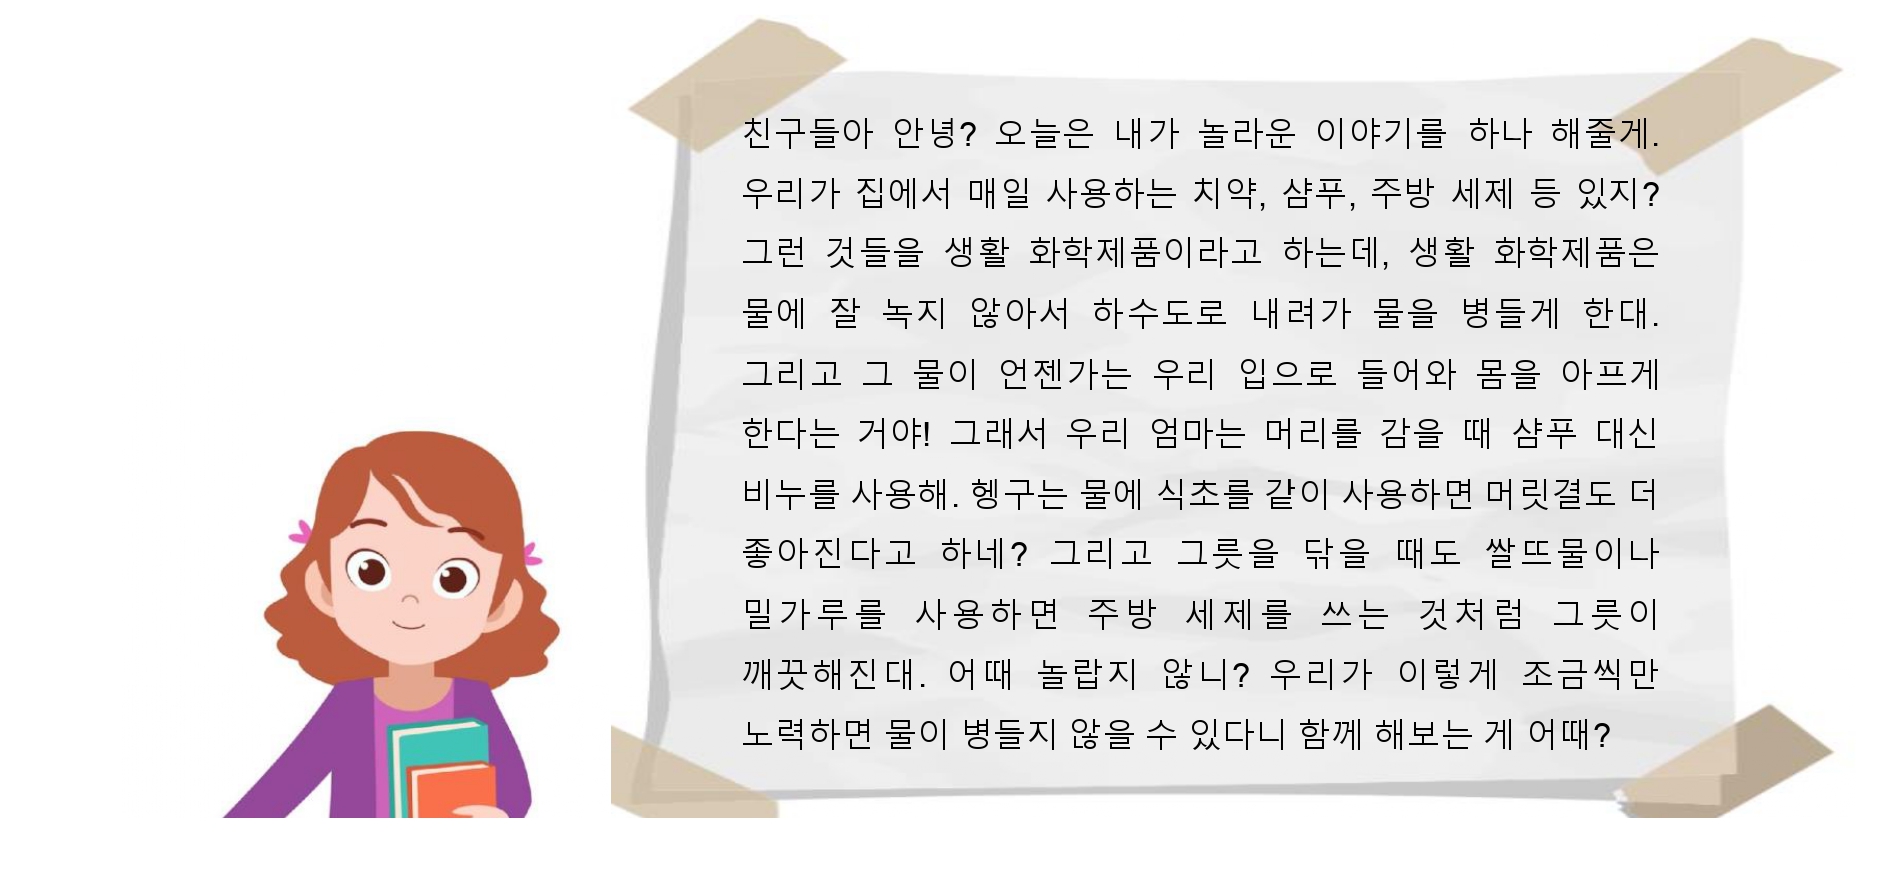 친구들아 안녕? 오늘은 내가 놀라운 이야기를 하나 해줄게.
우리가 집에서 매일 사용하는 치약, 샴푸, 주방 세제 등 있지?
그런 것들을 생활 화학제품이라고 하는데, 생활 화학제품은
물에 잘 녹지 않아서 하수도로 내려가 물을 병들게 한대.
그리고 그 물이 언젠가는 우리 입으로 들어와 몸을 아프게
한다는 거야! 그래서 우리 엄마는 머리를 감을 때 샴푸 대신
비누를 사용해. 헹구는 물에 식초를 같이 사용하면 머릿결도 더
좋아진다고 하네? 그리고 그릇을 닦을 때도 쌀뜨물이나
밀가루를 사용하면 주방 세제를 쓰는 것처럼 그릇이
깨끗해진대. 어때 놀랍지 않니? 우리가 이렇게 조금씩만
노력하면 물이 병들지 않을 수 있다니 함께 해보는 게 어때?